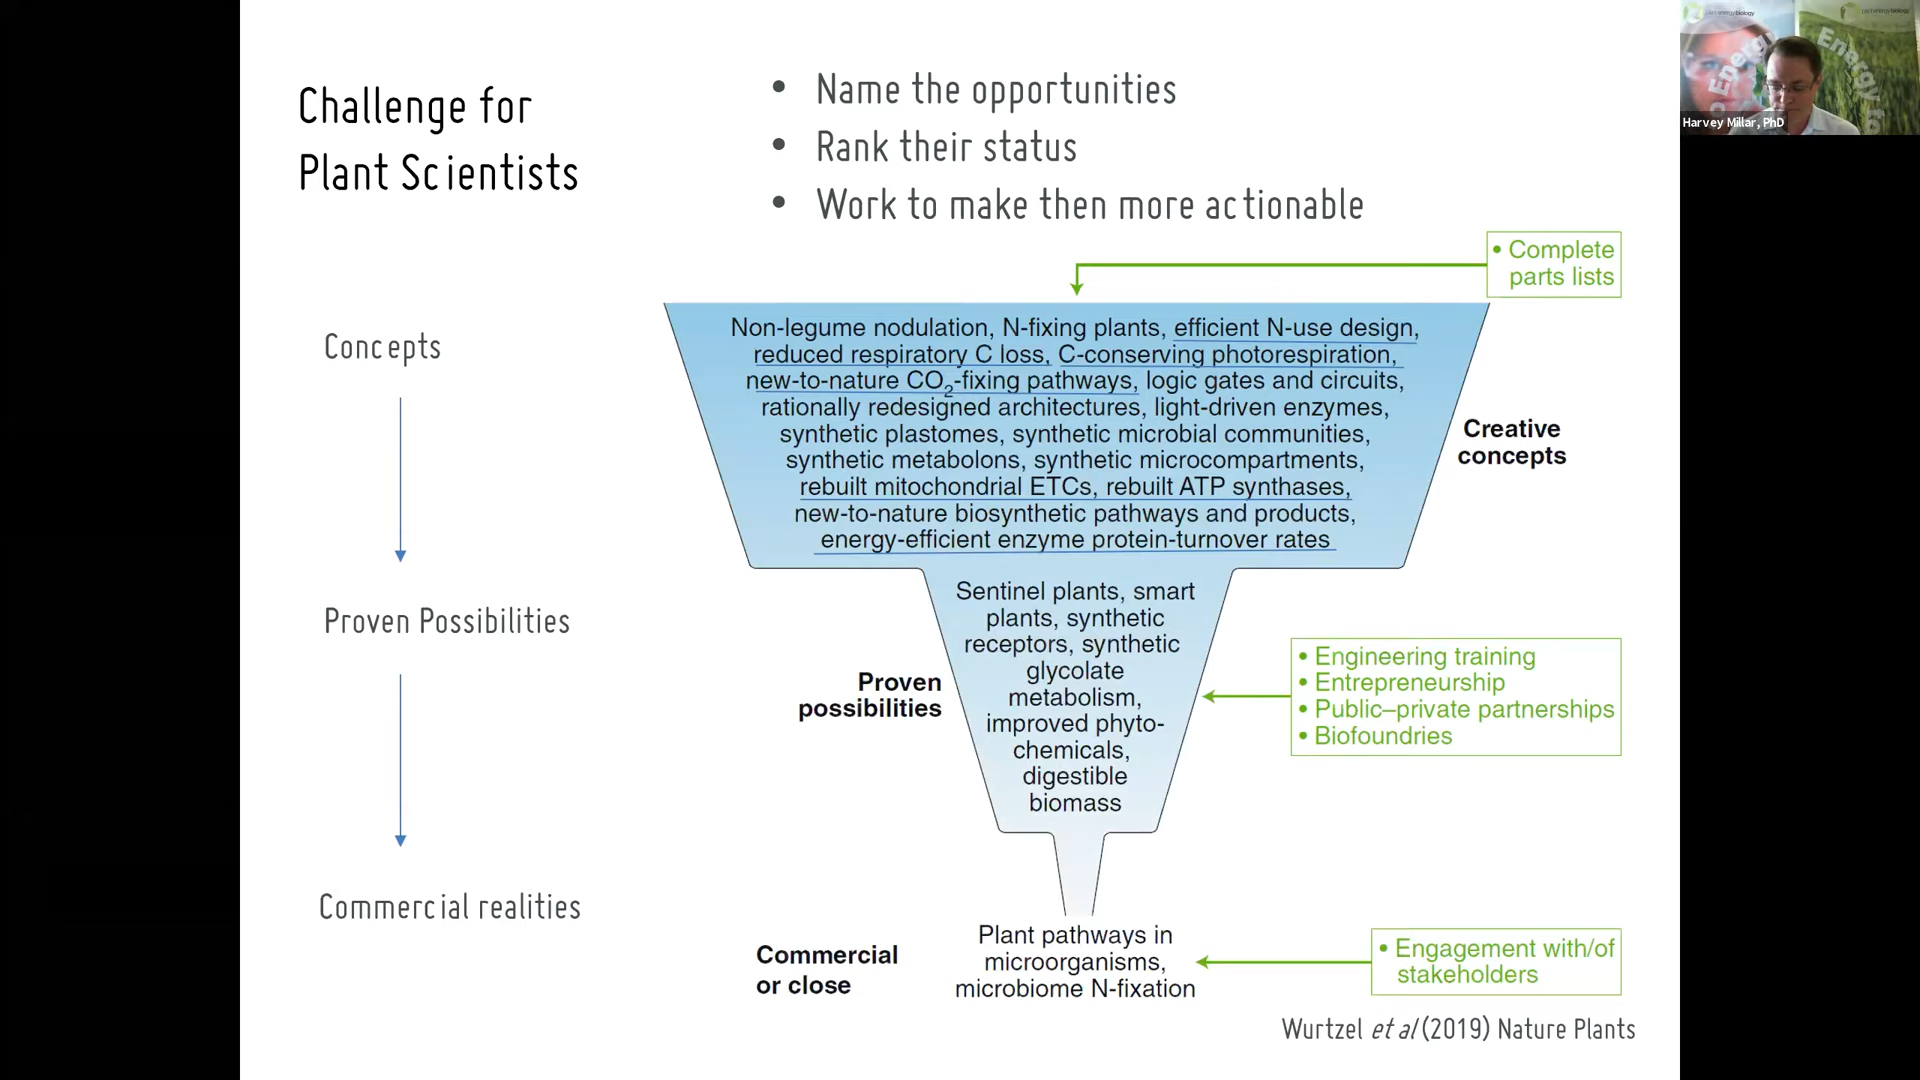 Challenge for
Plant Scientists
• Name the opportunities
• Rank their status
• Work to make then more actionable
Harvey Millar, PhD
• Complete
parts lists
Concepts
Proven Possibilities
Commercial realities
Non-legume nodulation, N-fixing plants, efficient N-use design,
reduced respiratory C loss, C-conserving photorespiration,
new-to-nature CO₂-fixing pathways, logic gates and circuits,
rationally redesigned architectures, light-driven enzymes,
synthetic plastomes, synthetic microbial communities,
synthetic metabolons, synthetic microcompartments,
rebuilt mitochondrial ETCs, rebuilt ATP synthases,
new-to-nature biosynthetic pathways and products,
energy-efficient enzyme protein-turnover rates
Creative
concepts
Sentinel plants, smart
plants, synthetic
receptors, synthetic
glycolate
metabolism,
improved phyto-
chemicals,
digestible
biomass
Proven
possibilities
• Engineering training
• Entrepreneurship
• Public–private partnerships
• Biofoundries
Commercial
or close
Plant pathways in
microorganisms,
microbiome N-fixation
• Engagement with/of
stakeholders
Wurtzel et al (2019) Nature Plants